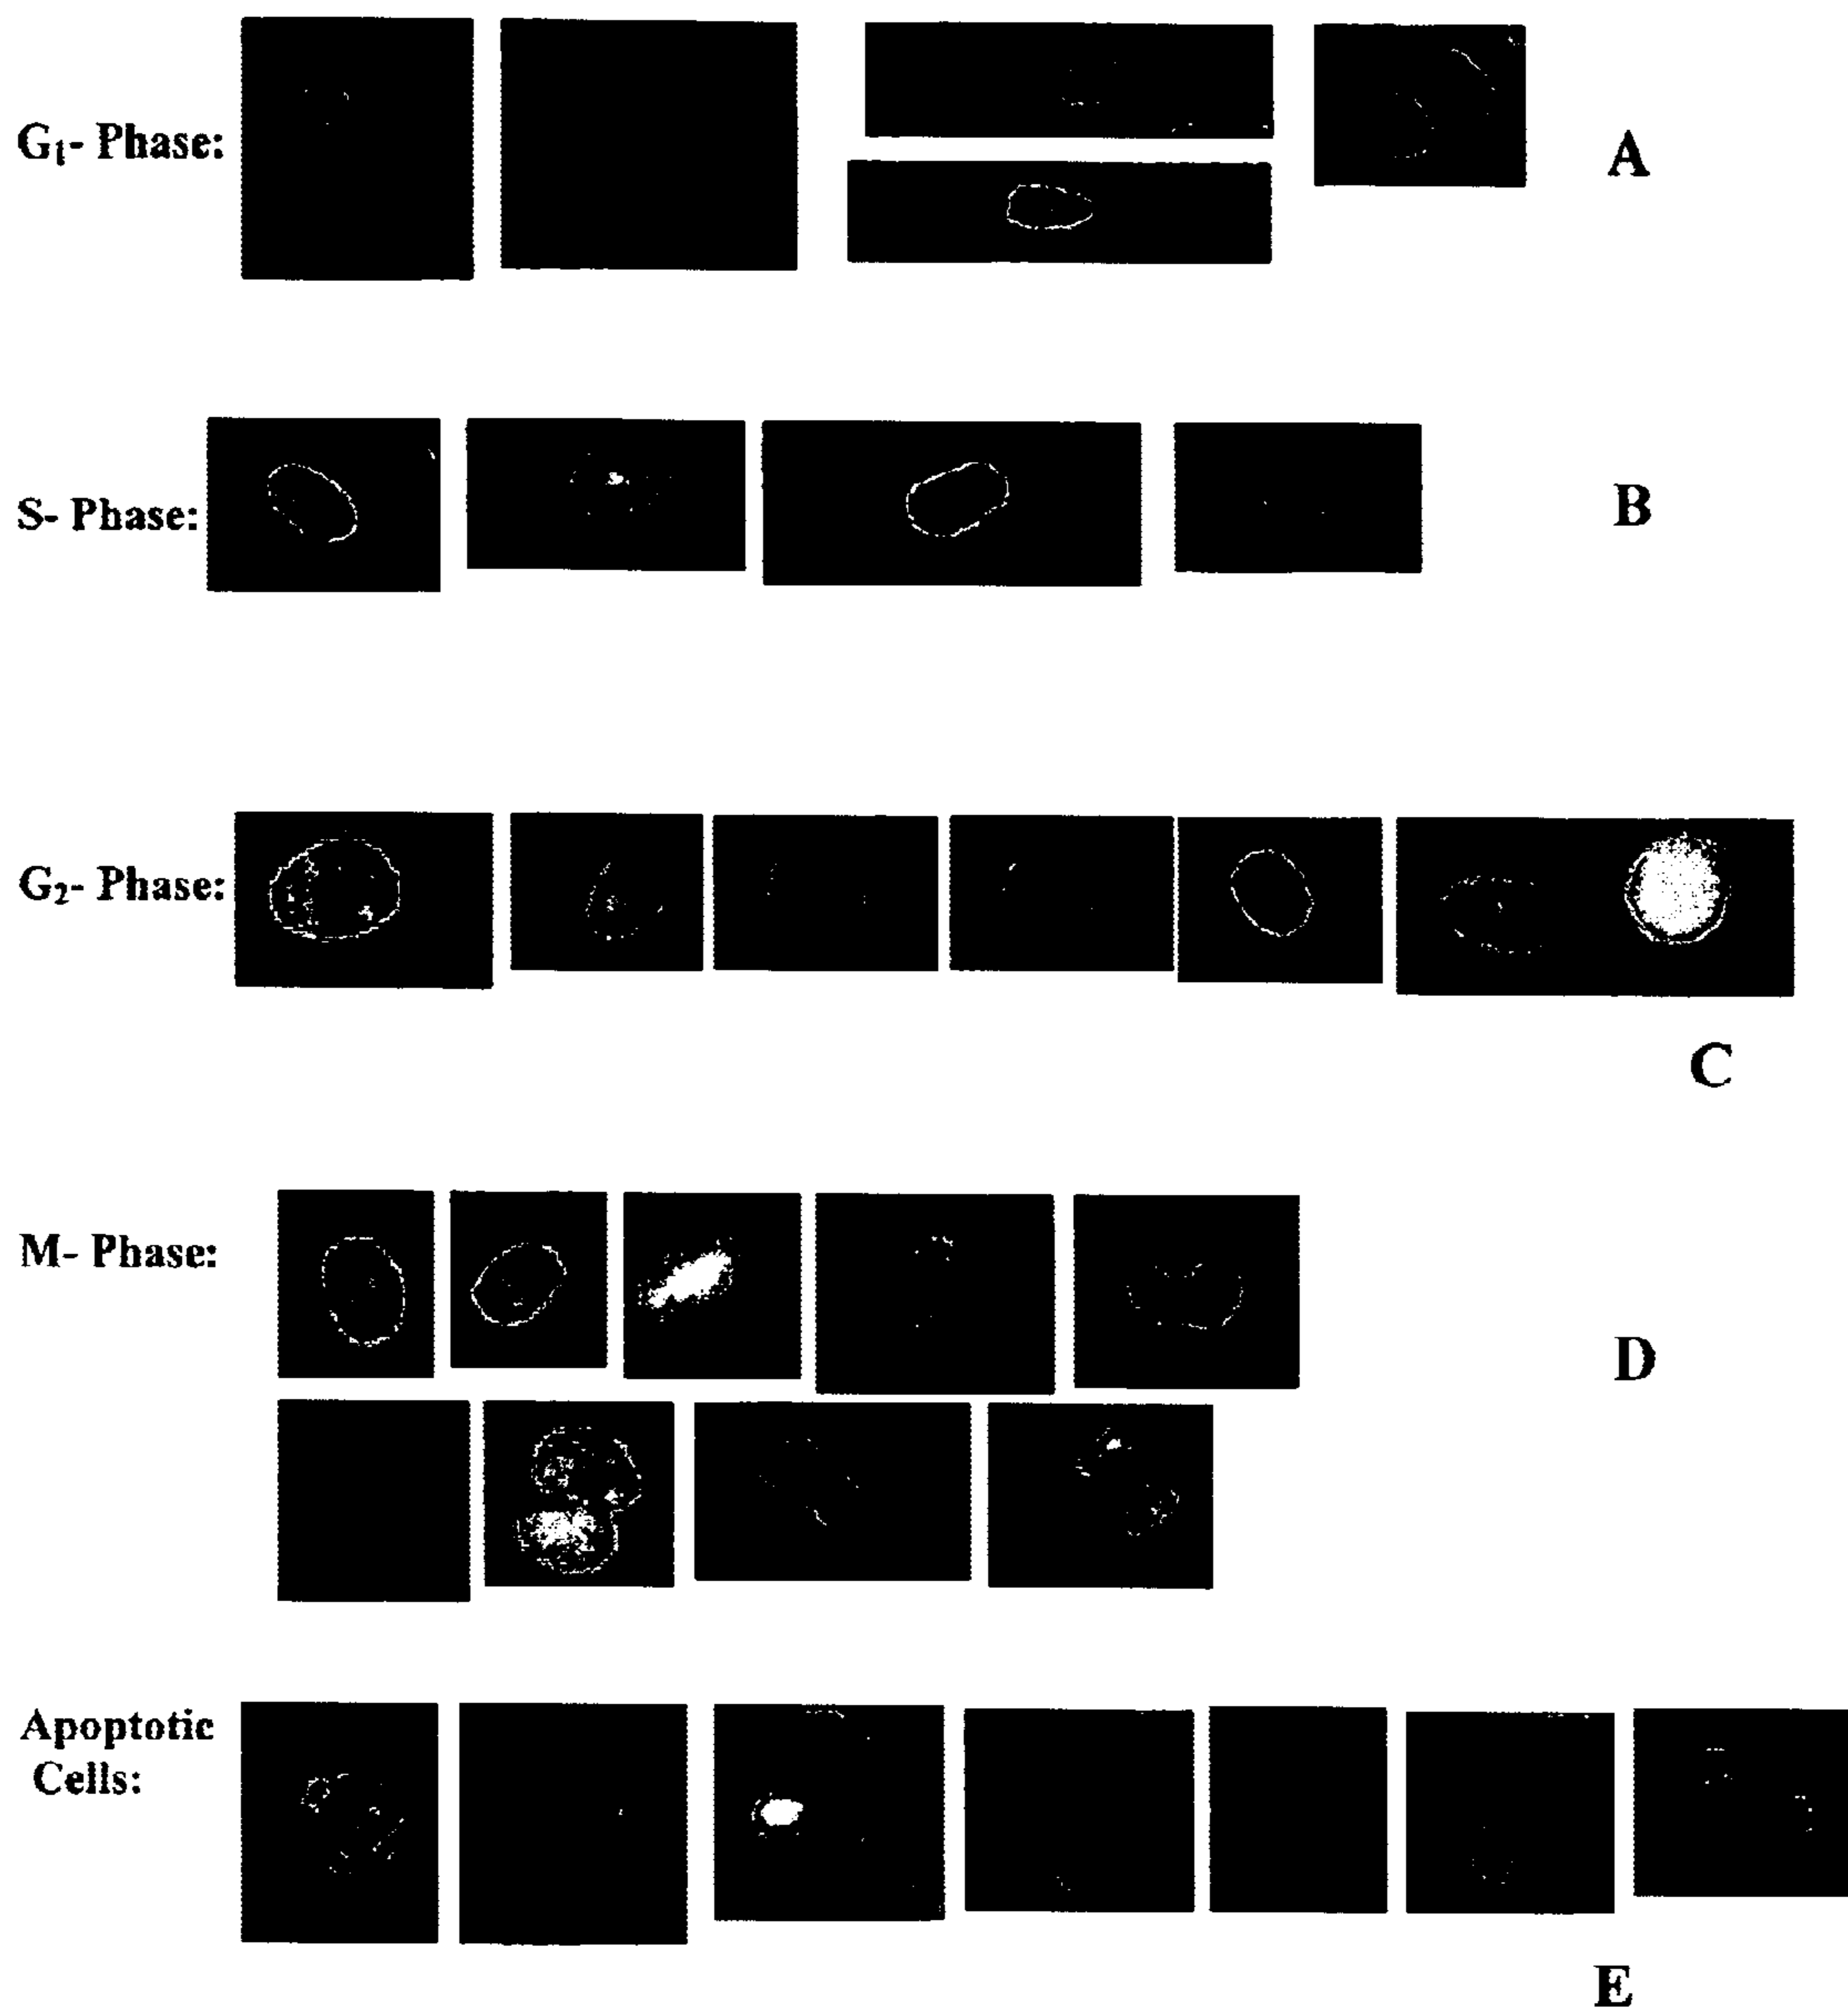 G₁- Phase:
A
S- Phase:
B
G₂- Phase:
C
M- Phase:
D
Apoptotic
Cells:
E